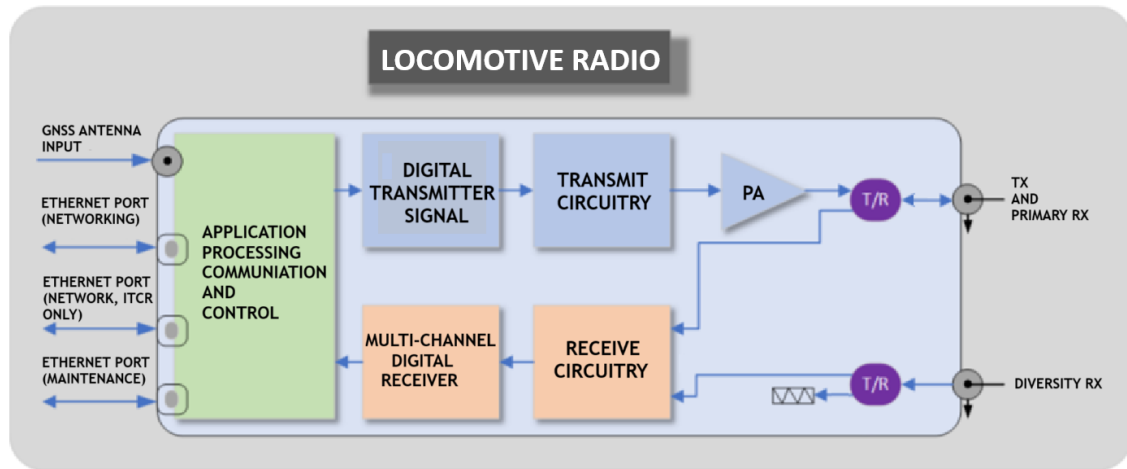 LOCOMOTIVE RADIO
GNSS ANTENNA
INPUT
ETHERNET PORT
(NETWORKING)
ETHERNET PORT
(NETWORK, ITCR
ONLY)
ETHERNET PORT
(MAINTENANCE)
APPLICATION
PROCESSING
COMMUNIATION
AND
CONTROL
DIGITAL
TRANSMITTER
SIGNAL
TRANSMIT
CIRCUITRY
PA
T/R
TX
AND
PRIMARY RX
MULTI-CHANNEL
DIGITAL
RECEIVER
RECEIVE
CIRCUITRY
T/R
DIVERSITY RX